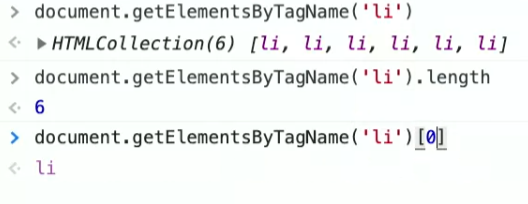 > document.getElementsByTagName('li')
<· ▶HTMLCollection(6) [li, li, li, li, li, li]
> document.getElementsByTagName('li').length
<· 6
> document.getElementsByTagName('li')[0]
<· li